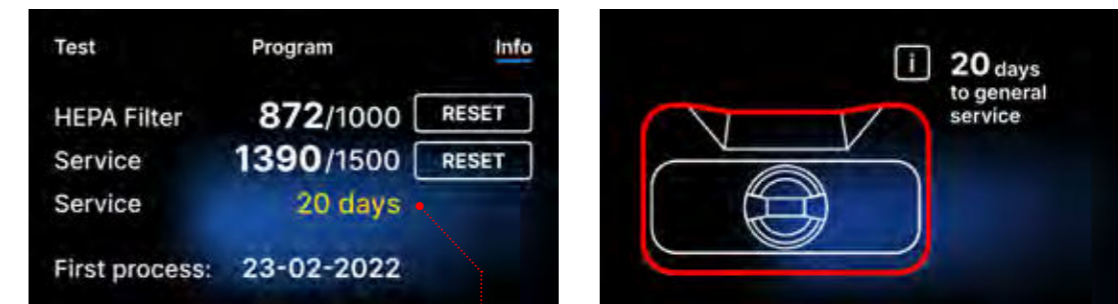 Test Program Info
HEPA Filter 872/1000 RESET
Service 1390/1500 RESET
Service 20 days
First process: 23-02-2022
i 20 days
to general
service